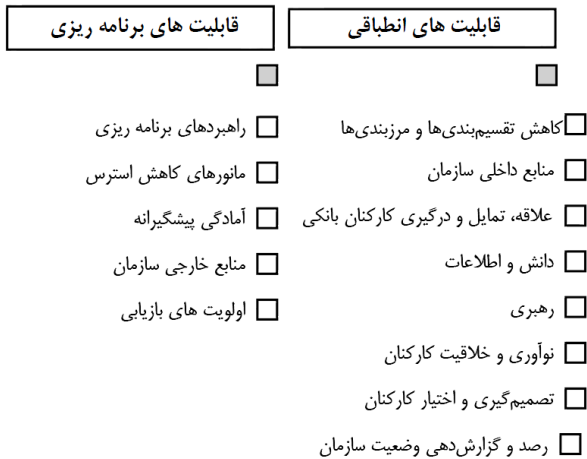 قابلیت های انطباقی
کاهش تقسیم‌بندی‌ها و مرزبندی‌ها
منابع داخلی سازمان
علاقه، تمایل و درگیری کارکنان بانکی
دانش و اطلاعات
رهبری
نوآوری و خلاقیت کارکنان
تصمیم‌گیری و اختیار کارکنان
رصد و گزارش‌دهی وضعیت سازمان
قابلیت های برنامه ریزی
راهبردهای برنامه ریزی
مانورهای کاهش استرس
آمادگی پیشگیرانه
منابع خارجی سازمان
اولویت های بازیابی